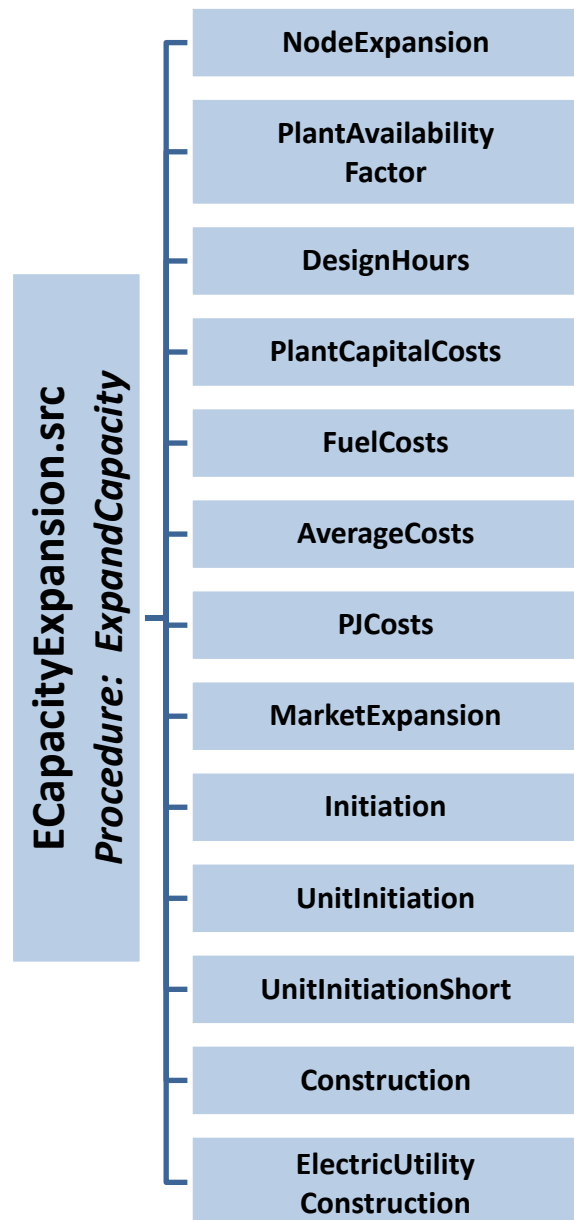 ECapacityExpansion.src
Procedure: ExpandCapacity
NodeExpansion
PlantAvailability
Factor
DesignHours
PlantCapitalCosts
FuelCosts
AverageCosts
PJCosts
MarketExpansion
Initiation
UnitInitiation
UnitInitiationShort
Construction
ElectricUtility
Construction